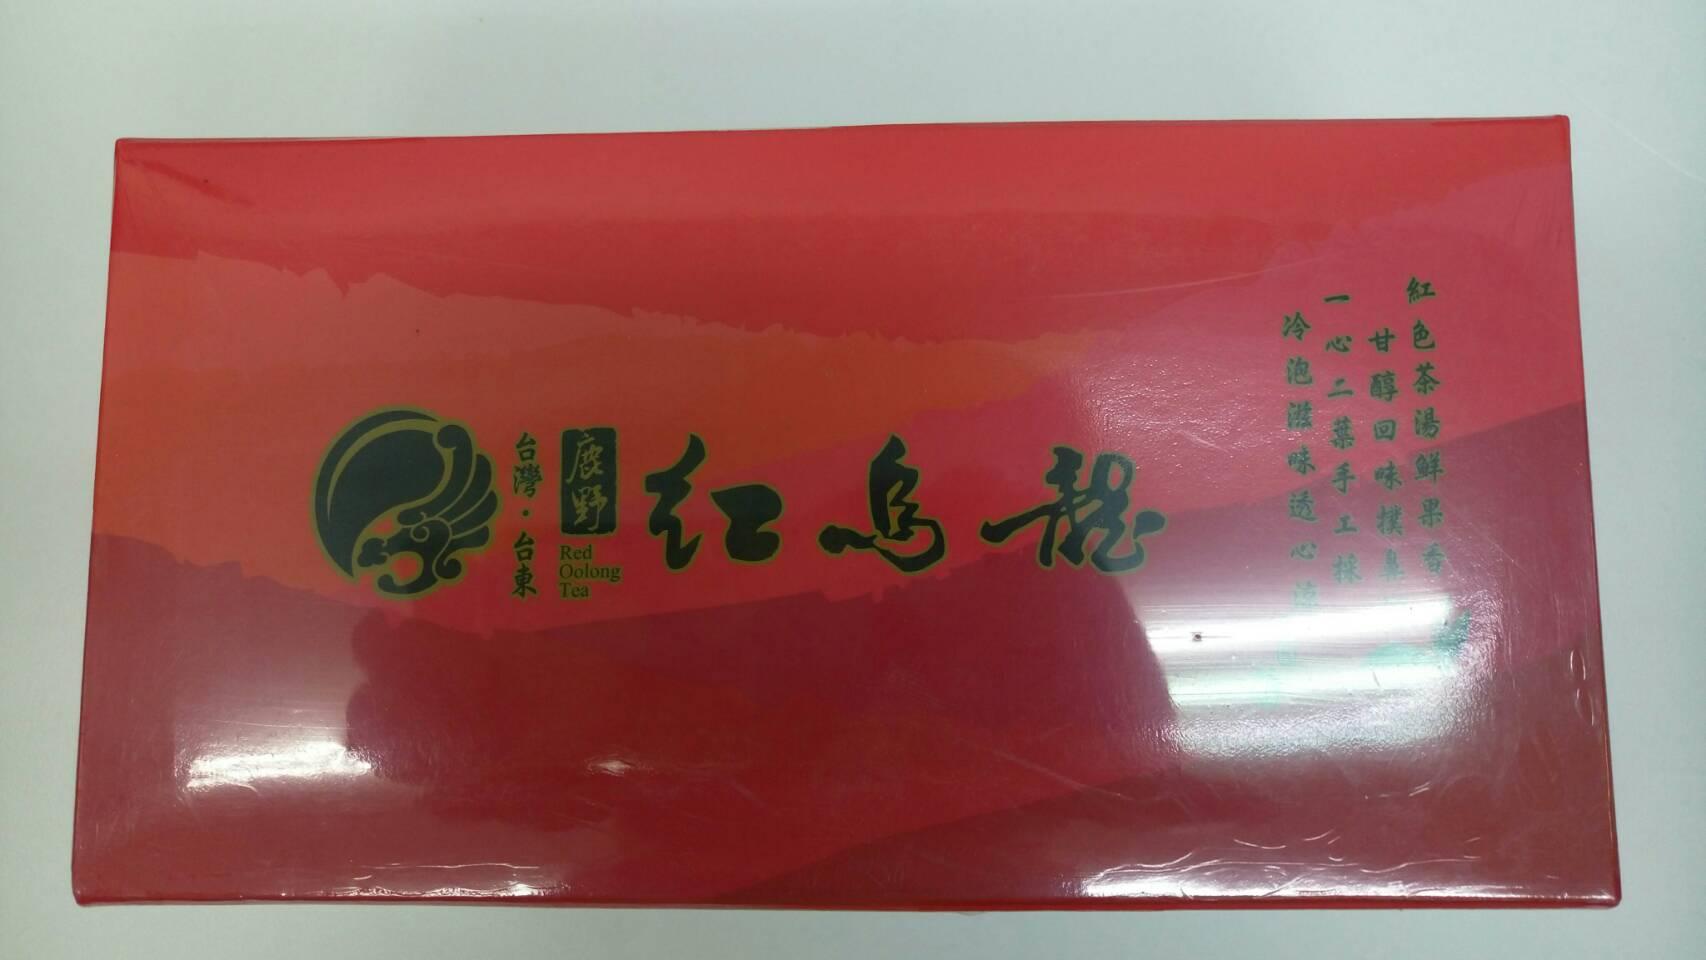 台灣·台東
鹿野
Red
Oolong
Tea
紅烏龍
紅色茶湯鮮果香
甘醇回味撲鼻
一心二葉手工採
冷泡滋味透心涼